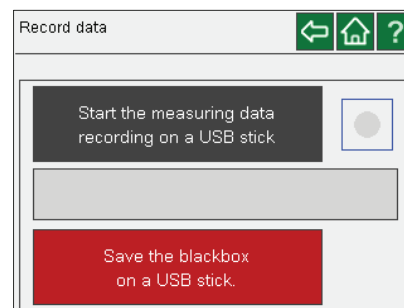 Record data
?
Start the measuring data
recording on a USB stick
Save the blackbox
on a USB stick.